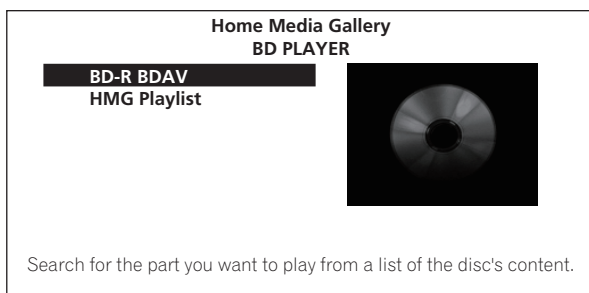 Home Media Gallery
BD PLAYER
BD-R BDAV
HMG Playlist
Search for the part you want to play from a list of the disc's content.